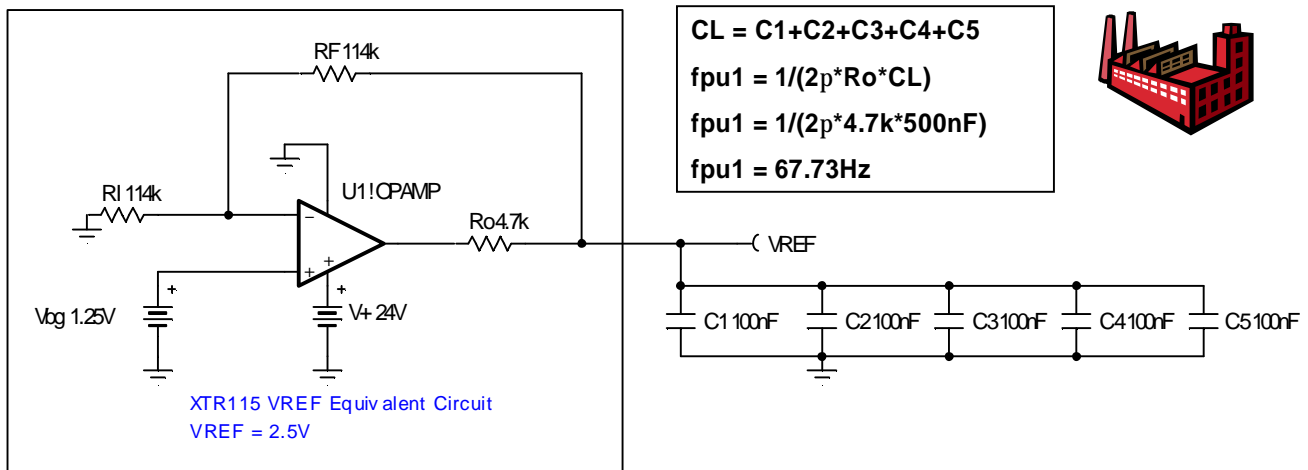 CL = C1+C2+C3+C4+C5
fpu1 = 1/(2p*Ro*CL)
fpu1 = 1/(2p*4.7k*500nF)
fpu1 = 67.73Hz
RF 114k
RI 114k
U1 !OPAMP
Ro 4.7k
VREF
Vbg 1.25V
V+ 24V
C1 100nF
C2 100nF
C3 100nF
C4 100nF
C5 100nF
XTR115 VREF Equivalent Circuit
VREF = 2.5V